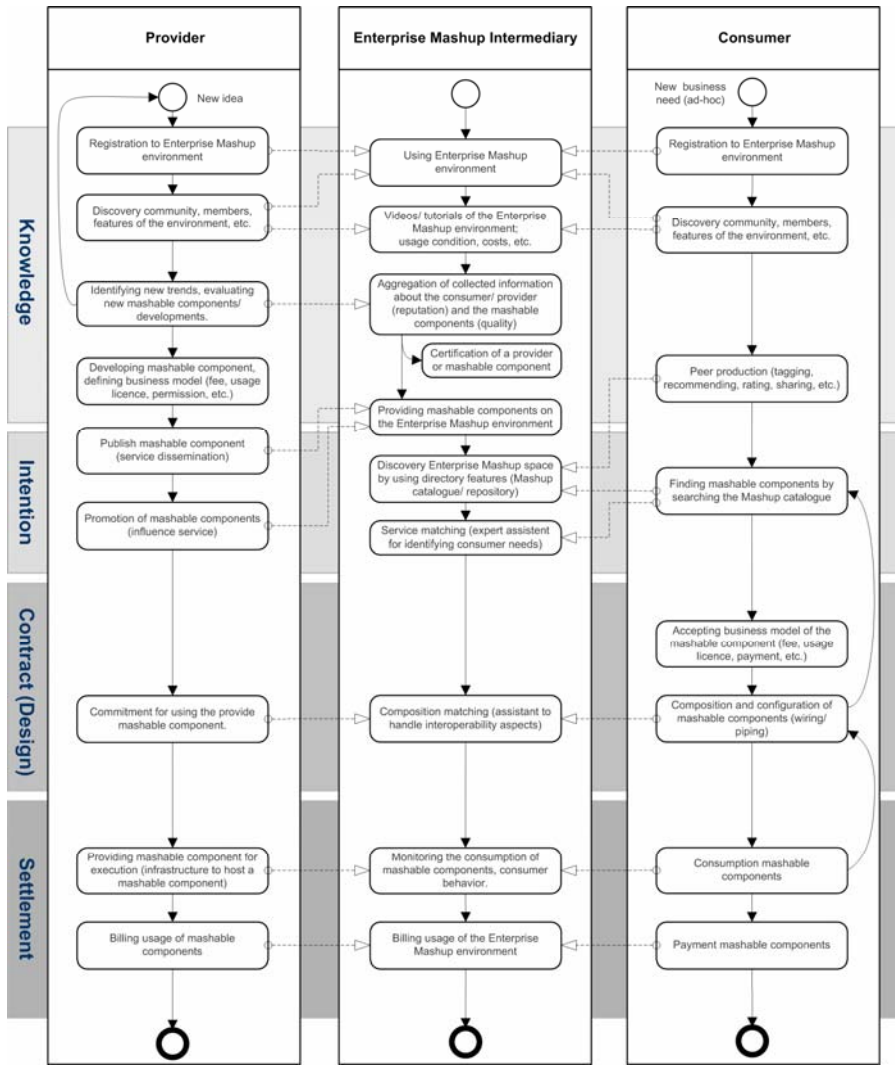 Provider
Enterprise Mashup Intermediary
Consumer
Knowledge
Intention
Contract (Design)
Settlement
New idea
Registration to Enterprise Mashup
environment
Discovery community, members,
features of the environment, etc.
Identifying new trends, evaluating
new mashable components/
developments.
Developing mashable component,
defining business model (fee, usage
licence, permission, etc.)
Publish mashable component
(service dissemination)
Promotion of mashable components
(influence service)
Commitment for using the provide
mashable component.
Providing mashable component for
execution (infrastructure to host a
mashable component)
Billing usage of mashable
components
Using Enterprise Mashup
environment
Videos/ tutorials of the Enterprise
Mashup environment;
usage condition, costs, etc.
Aggregation of collected information
about the consumer/ provider
(reputation) and the mashable
components (quality)
Certification of a provider
or mashable component
Providing mashable components on
the Enterprise Mashup environment
Discovery Enterprise Mashup space
by using directory features (Mashup
catalogue/ repository)
Service matching (expert assistent
for identifying consumer needs)
Composition matching (assistant to
handle interoperability aspects)
Monitoring the consumption of
mashable components, consumer
behavior.
Billing usage of the Enterprise
Mashup environment
New business
need (ad-hoc)
Registration to Enterprise Mashup
environment
Discovery community, members,
features of the environment, etc.
Peer production (tagging,
recommending, rating, sharing, etc.)
Finding mashable components by
searching the Mashup catalogue
Accepting business model of the
mashable component (fee, usage
licence, payment, etc.)
Composition and configuration of
mashable components (wiring/
piping)
Consumption mashable
components
Payment mashable components